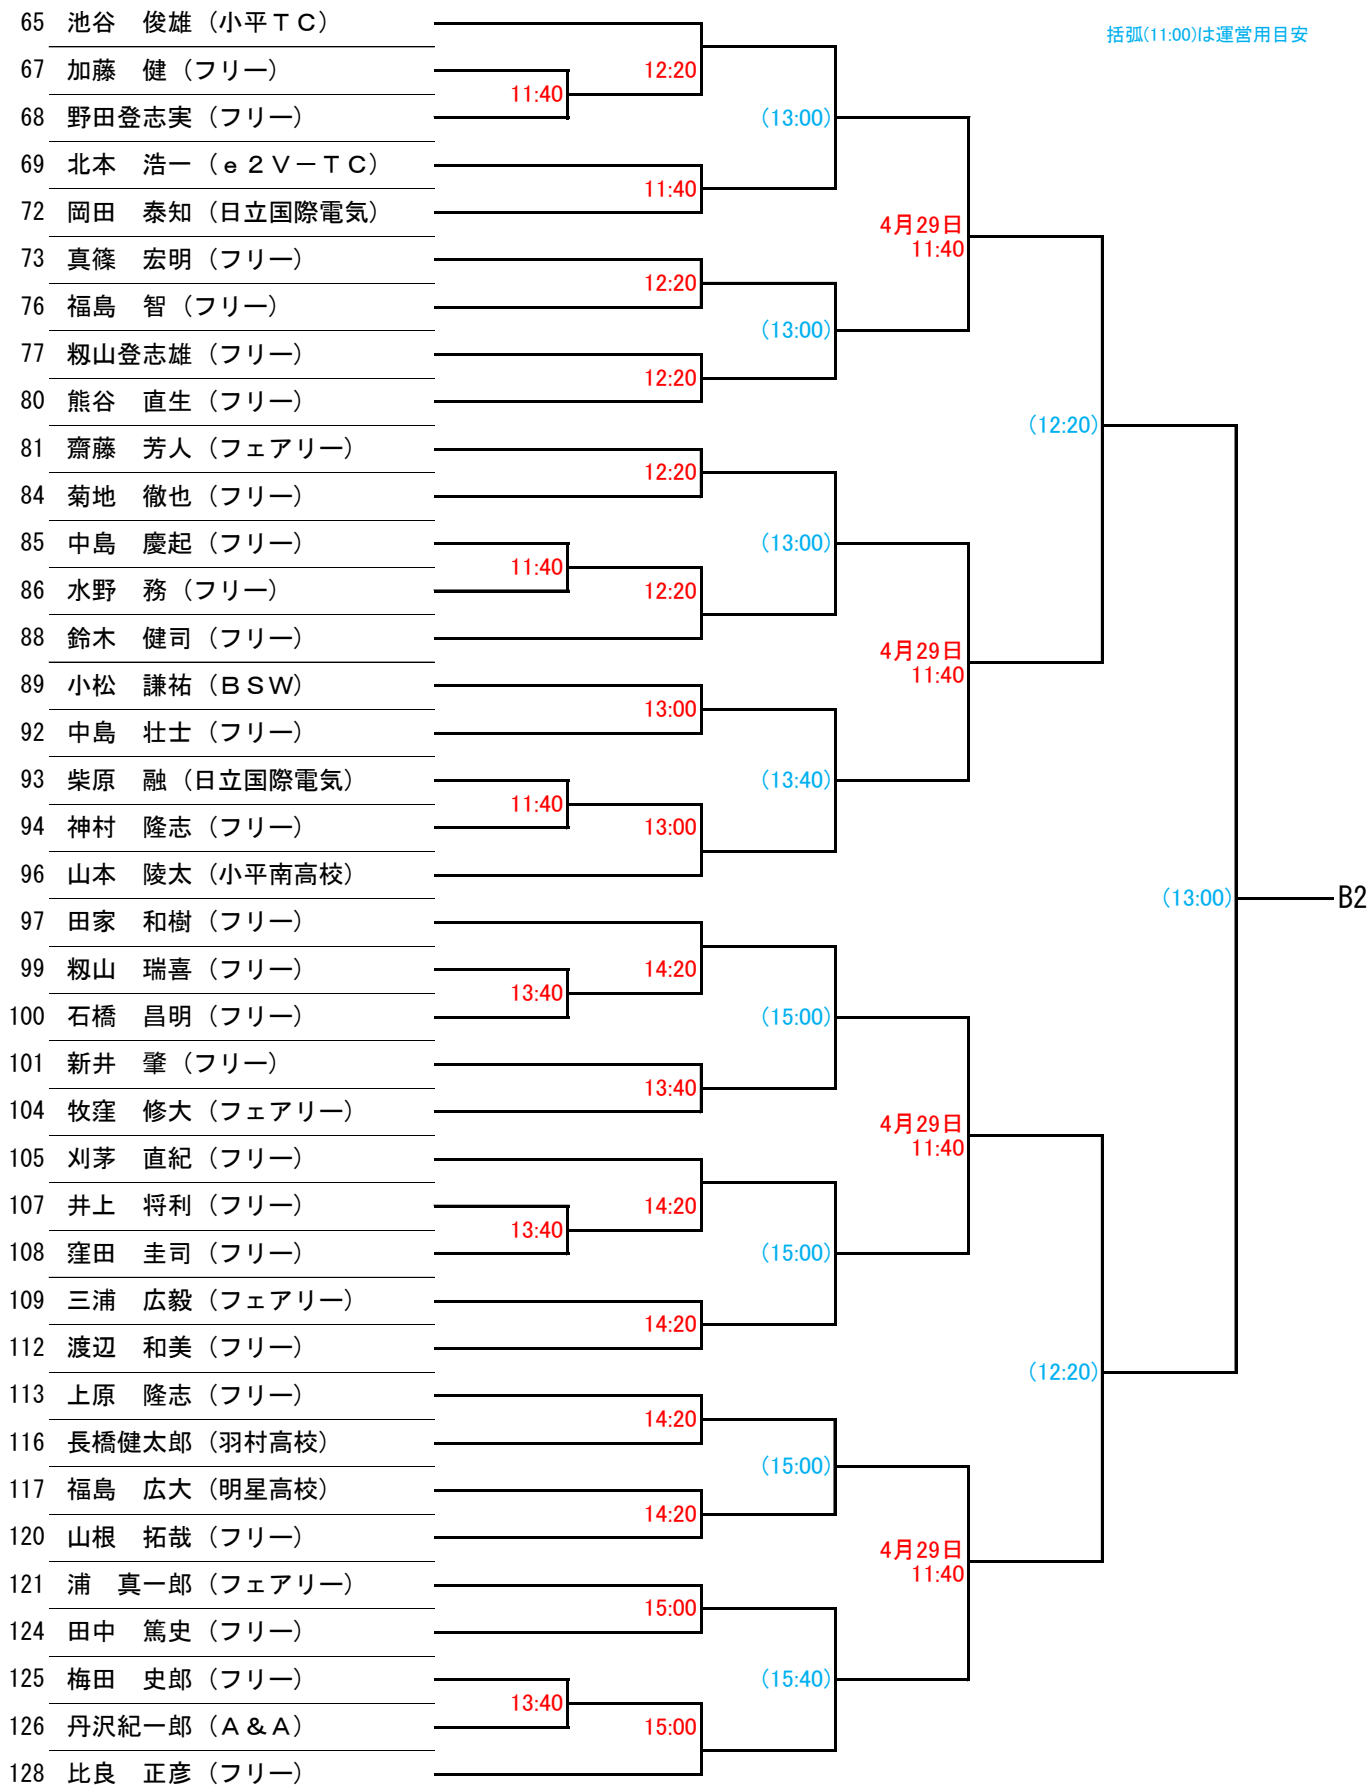 65 池谷　俊雄（小平ＴＣ）
括弧(11:00)は運営用目安
67 加藤　健（フリー）
12:20
11:40
68 野田登志実（フリー）
(13:00)
69 北本　浩一（ｅ２Ｖ－ＴＣ）
11:40
72 岡田　泰知（日立国際電気）
4月29日
11:40
73 真篠　宏明（フリー）
12:20
76 福島　智（フリー）
(13:00)
77 籾山登志雄（フリー）
12:20
80 熊谷　直生（フリー）
(12:20)
81 齋藤　芳人（フェアリー）
12:20
84 菊地　徹也（フリー）
85 中島　慶起（フリー）
(13:00)
11:40
86 水野　務（フリー）
12:20
88 鈴木　健司（フリー）
4月29日
11:40
89 小松　謙祐（ＢＳＷ）
13:00
92 中島　壮士（フリー）
93 柴原　融（日立国際電気）
(13:40)
11:40
94 神村　隆志（フリー）
13:00
96 山本　陵太（小平南高校）
(13:00)
B2
97 田家　和樹（フリー）
99 籾山　瑞喜（フリー）
14:20
13:40
100 石橋　昌明（フリー）
(15:00)
101 新井　肇（フリー）
13:40
104 牧窪　修大（フェアリー）
4月29日
11:40
105 刈茅　直紀（フリー）
107 井上　将利（フリー）
14:20
13:40
108 窪田　圭司（フリー）
(15:00)
109 三浦　広毅（フェアリー）
14:20
112 渡辺　和美（フリー）
(12:20)
113 上原　隆志（フリー）
14:20
116 長橋健太郎（羽村高校）
(15:00)
117 福島　広大（明星高校）
14:20
120 山根　拓哉（フリー）
4月29日
11:40
121 浦　真一郎（フェアリー）
15:00
124 田中　篤史（フリー）
125 梅田　史郎（フリー）
(15:40)
13:40
126 丹沢紀一郎（Ａ＆Ａ）
15:00
128 比良　正彦（フリー）